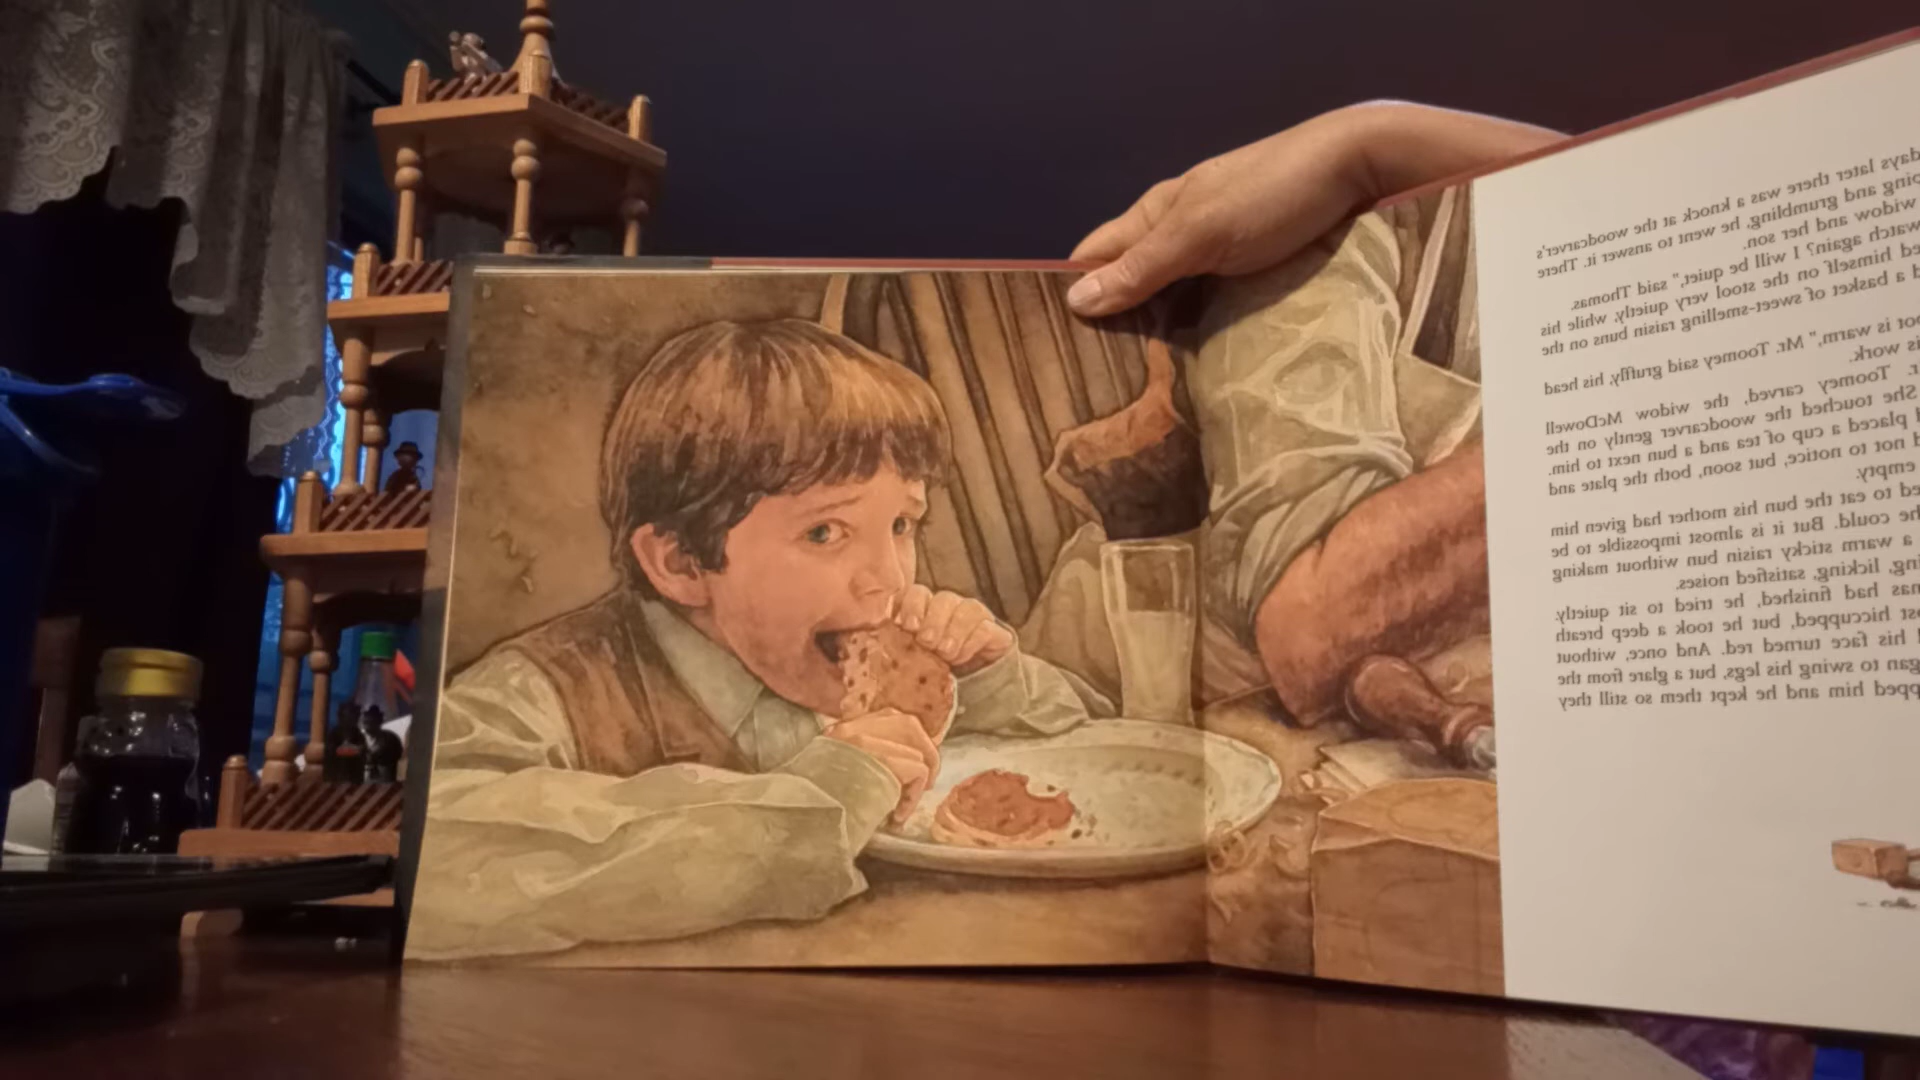 days later there was a knock at the woodcarver's
ping and grumbling, he went to answer it. There
widow and her son.
watch again? I will be quiet," said Thomas.
ed himself on the stool very quietly, while his
d a basket of sweet-smelling raisin buns on the
ot is warm," Mr. Toomey said gruffly, his head
is work.
r. Toomey carved, the widow McDowell
She touched the woodcarver gently on the
d placed a cup of tea and a bun next to him.
d not to notice, but soon, both the plate and
empty.
ed to eat the bun his mother had given him
he could. But it is almost impossible to be
a warm sticky raisin bun without making
ing, licking, satisfied noises.
as had finished, he tried to sit quietly.
ost hiccupped, but he took a deep breath
d his face turned red. And once, without
gan to swing his legs, but a glare from the
pped him and he kept them so still they